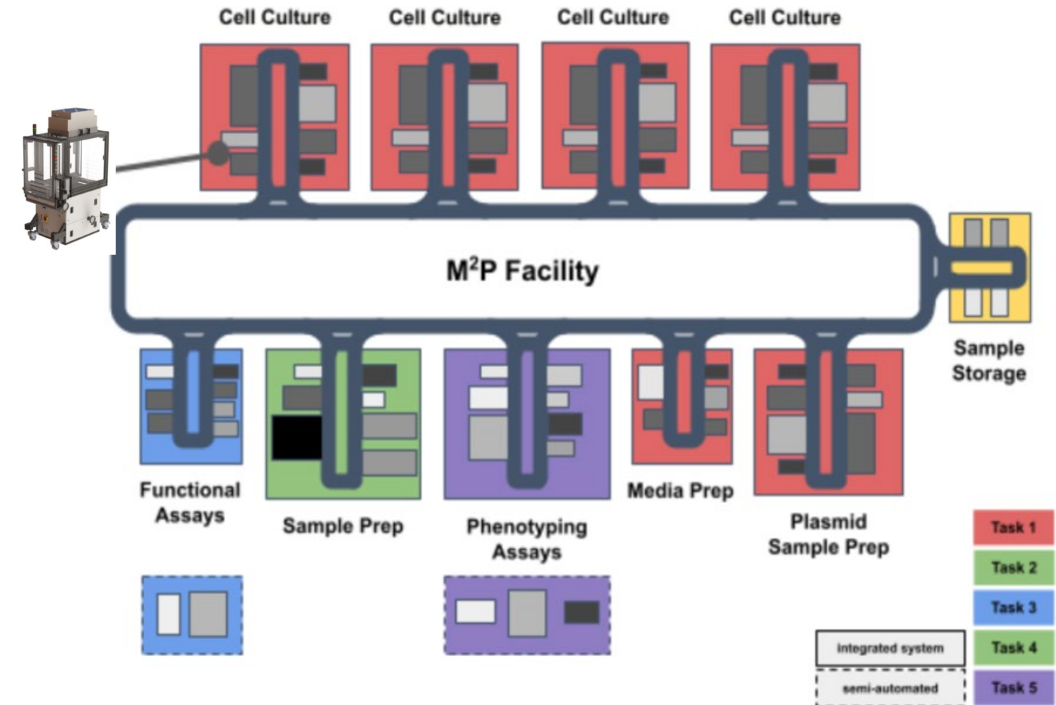 Cell Culture
Cell Culture
Cell Culture
Cell Culture
M²P Facility
Sample
Storage
Functional
Assays
Sample Prep
Phenotyping
Assays
Media Prep
Plasmid
Sample Prep
Task 1
Task 2
Task 3
integrated system
Task 4
semi-automated
Task 5